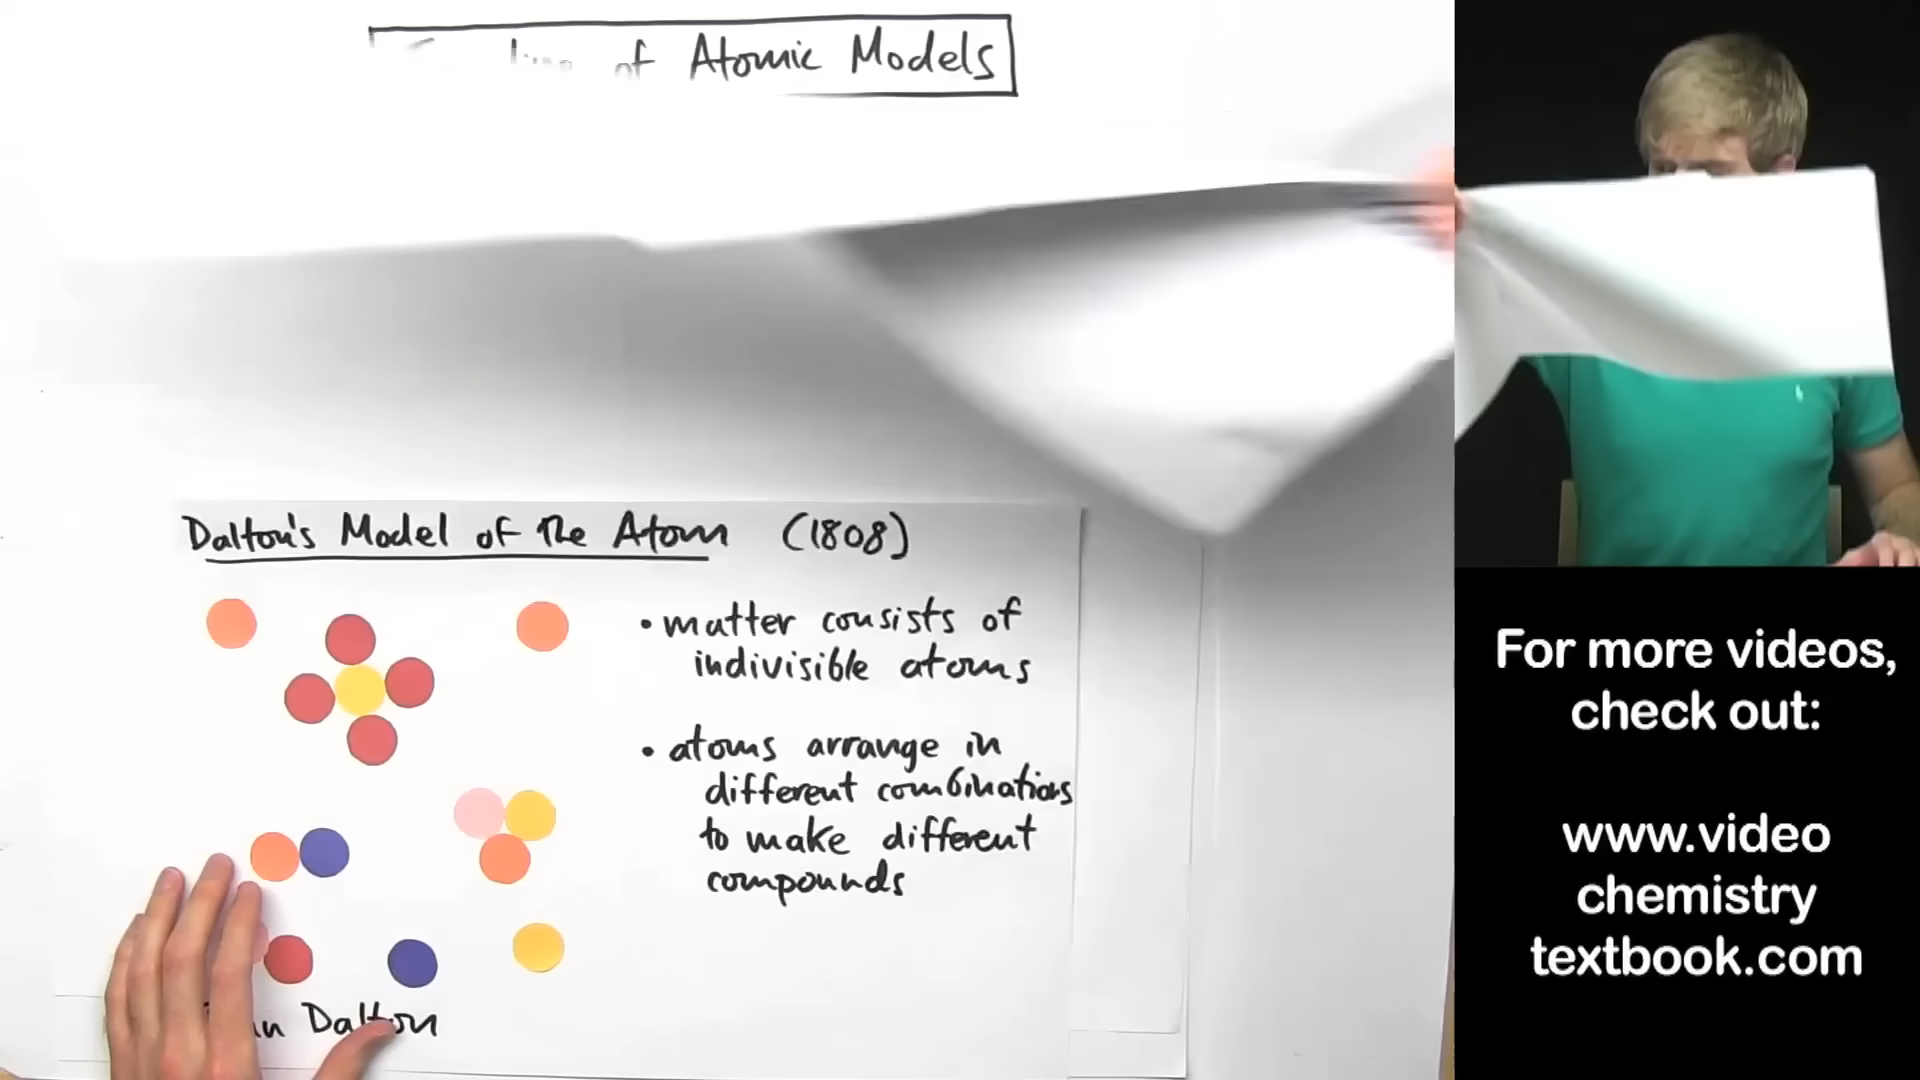 of Atomic Models
Dalton's Model of the Atom (1808)
• matter consists of
indivisible atoms
• atoms arrange in
different combinations
to make different
compounds
Dalton
For more videos,
check out:
www.video
chemistry
textbook.com